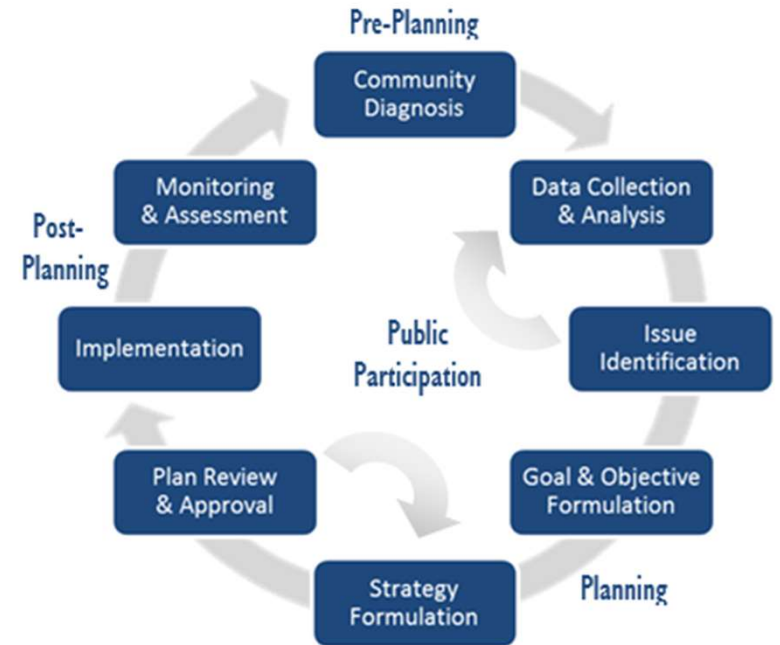 Pre-Planning
Community
Diagnosis
Data Collection
& Analysis
Issue
Identification
Goal & Objective
Formulation
Planning
Strategy
Formulation
Plan Review
& Approval
Implementation
Post-
Planning
Monitoring
& Assessment
Public
Participation